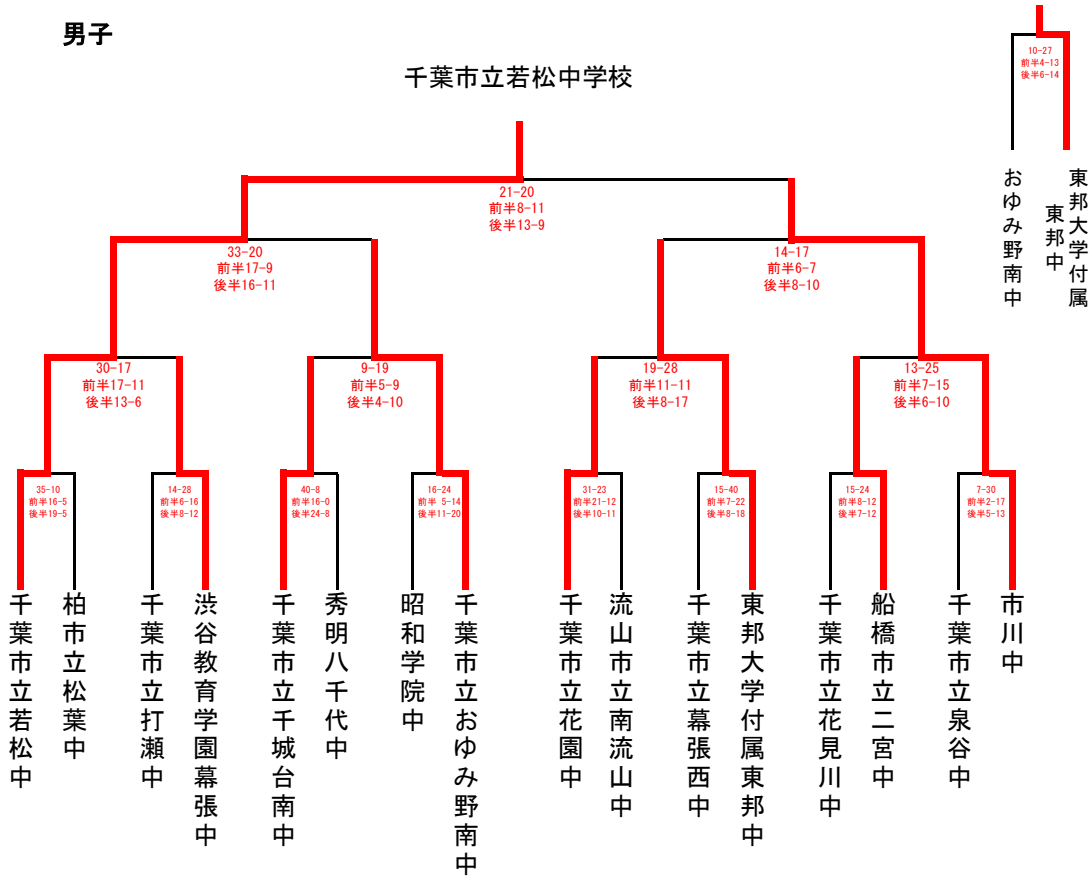 男子
千葉市立若松中学校
10-27
前半4-13
後半6-14
おゆみ野南中
東邦大学付属
東邦中
21-20
前半8-11
後半13-9
33-20
前半17-9
後半16-11
14-17
前半6-7
後半8-10
30-17
前半17-11
後半13-6
9-19
前半5-9
後半4-10
19-28
前半11-11
後半8-17
13-25
前半7-15
後半6-10
35-10
前半16-5
後半19-5
14-28
前半6-16
後半8-12
40-8
前半16-0
後半24-8
16-24
前半 5-14
後半11-20
31-23
前半21-12
後半10-11
15-40
前半7-22
後半8-18
15-24
前半8-12
後半7-12
7-30
前半2-17
後半5-13
千葉市立若松中
柏市立松葉中
千葉市立打瀬中
渋谷教育学園幕張中
千葉市立千城台南中
秀明八千代中
昭和学院中
千葉市立おゆみ野南中
千葉市立花園中
流山市立南流山中
千葉市立幕張西中
東邦大学付属東邦中
千葉市立花見川中
船橋市立二宮中
千葉市立泉谷中
市川中